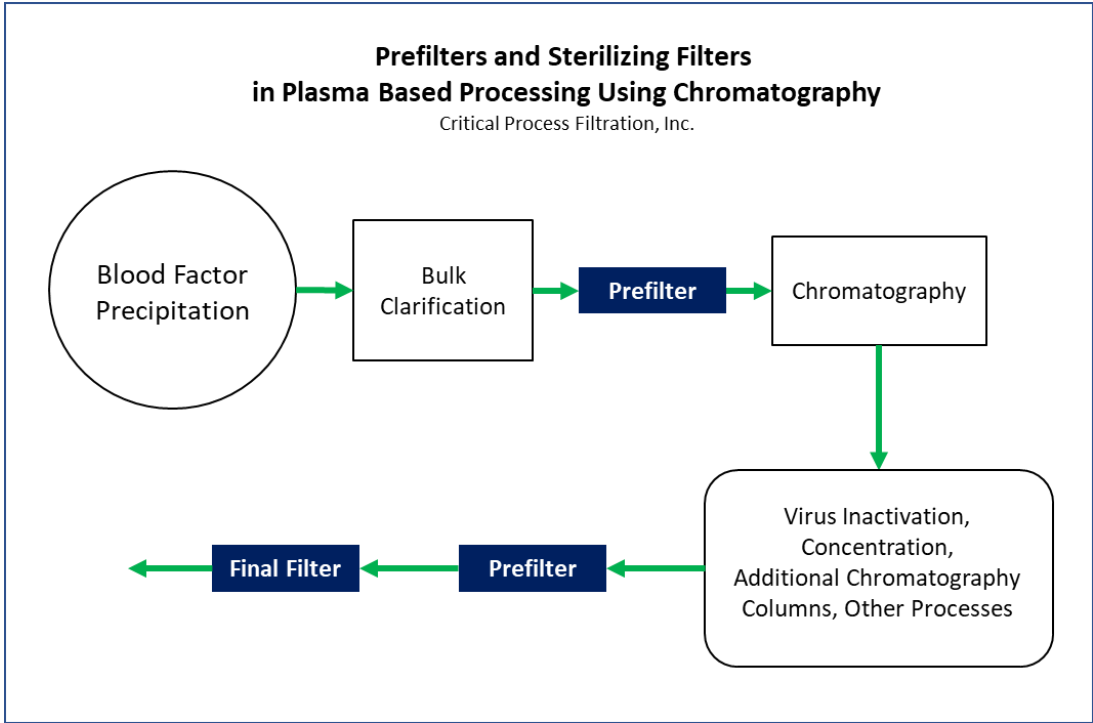 Prefilters and Sterilizing Filters
in Plasma Based Processing Using Chromatography
Critical Process Filtration, Inc.
Blood Factor
Precipitation
Bulk
Clarification
Prefilter
Chromatography
Virus Inactivation,
Concentration,
Additional Chromatography
Columns, Other Processes
Prefilter
Final Filter